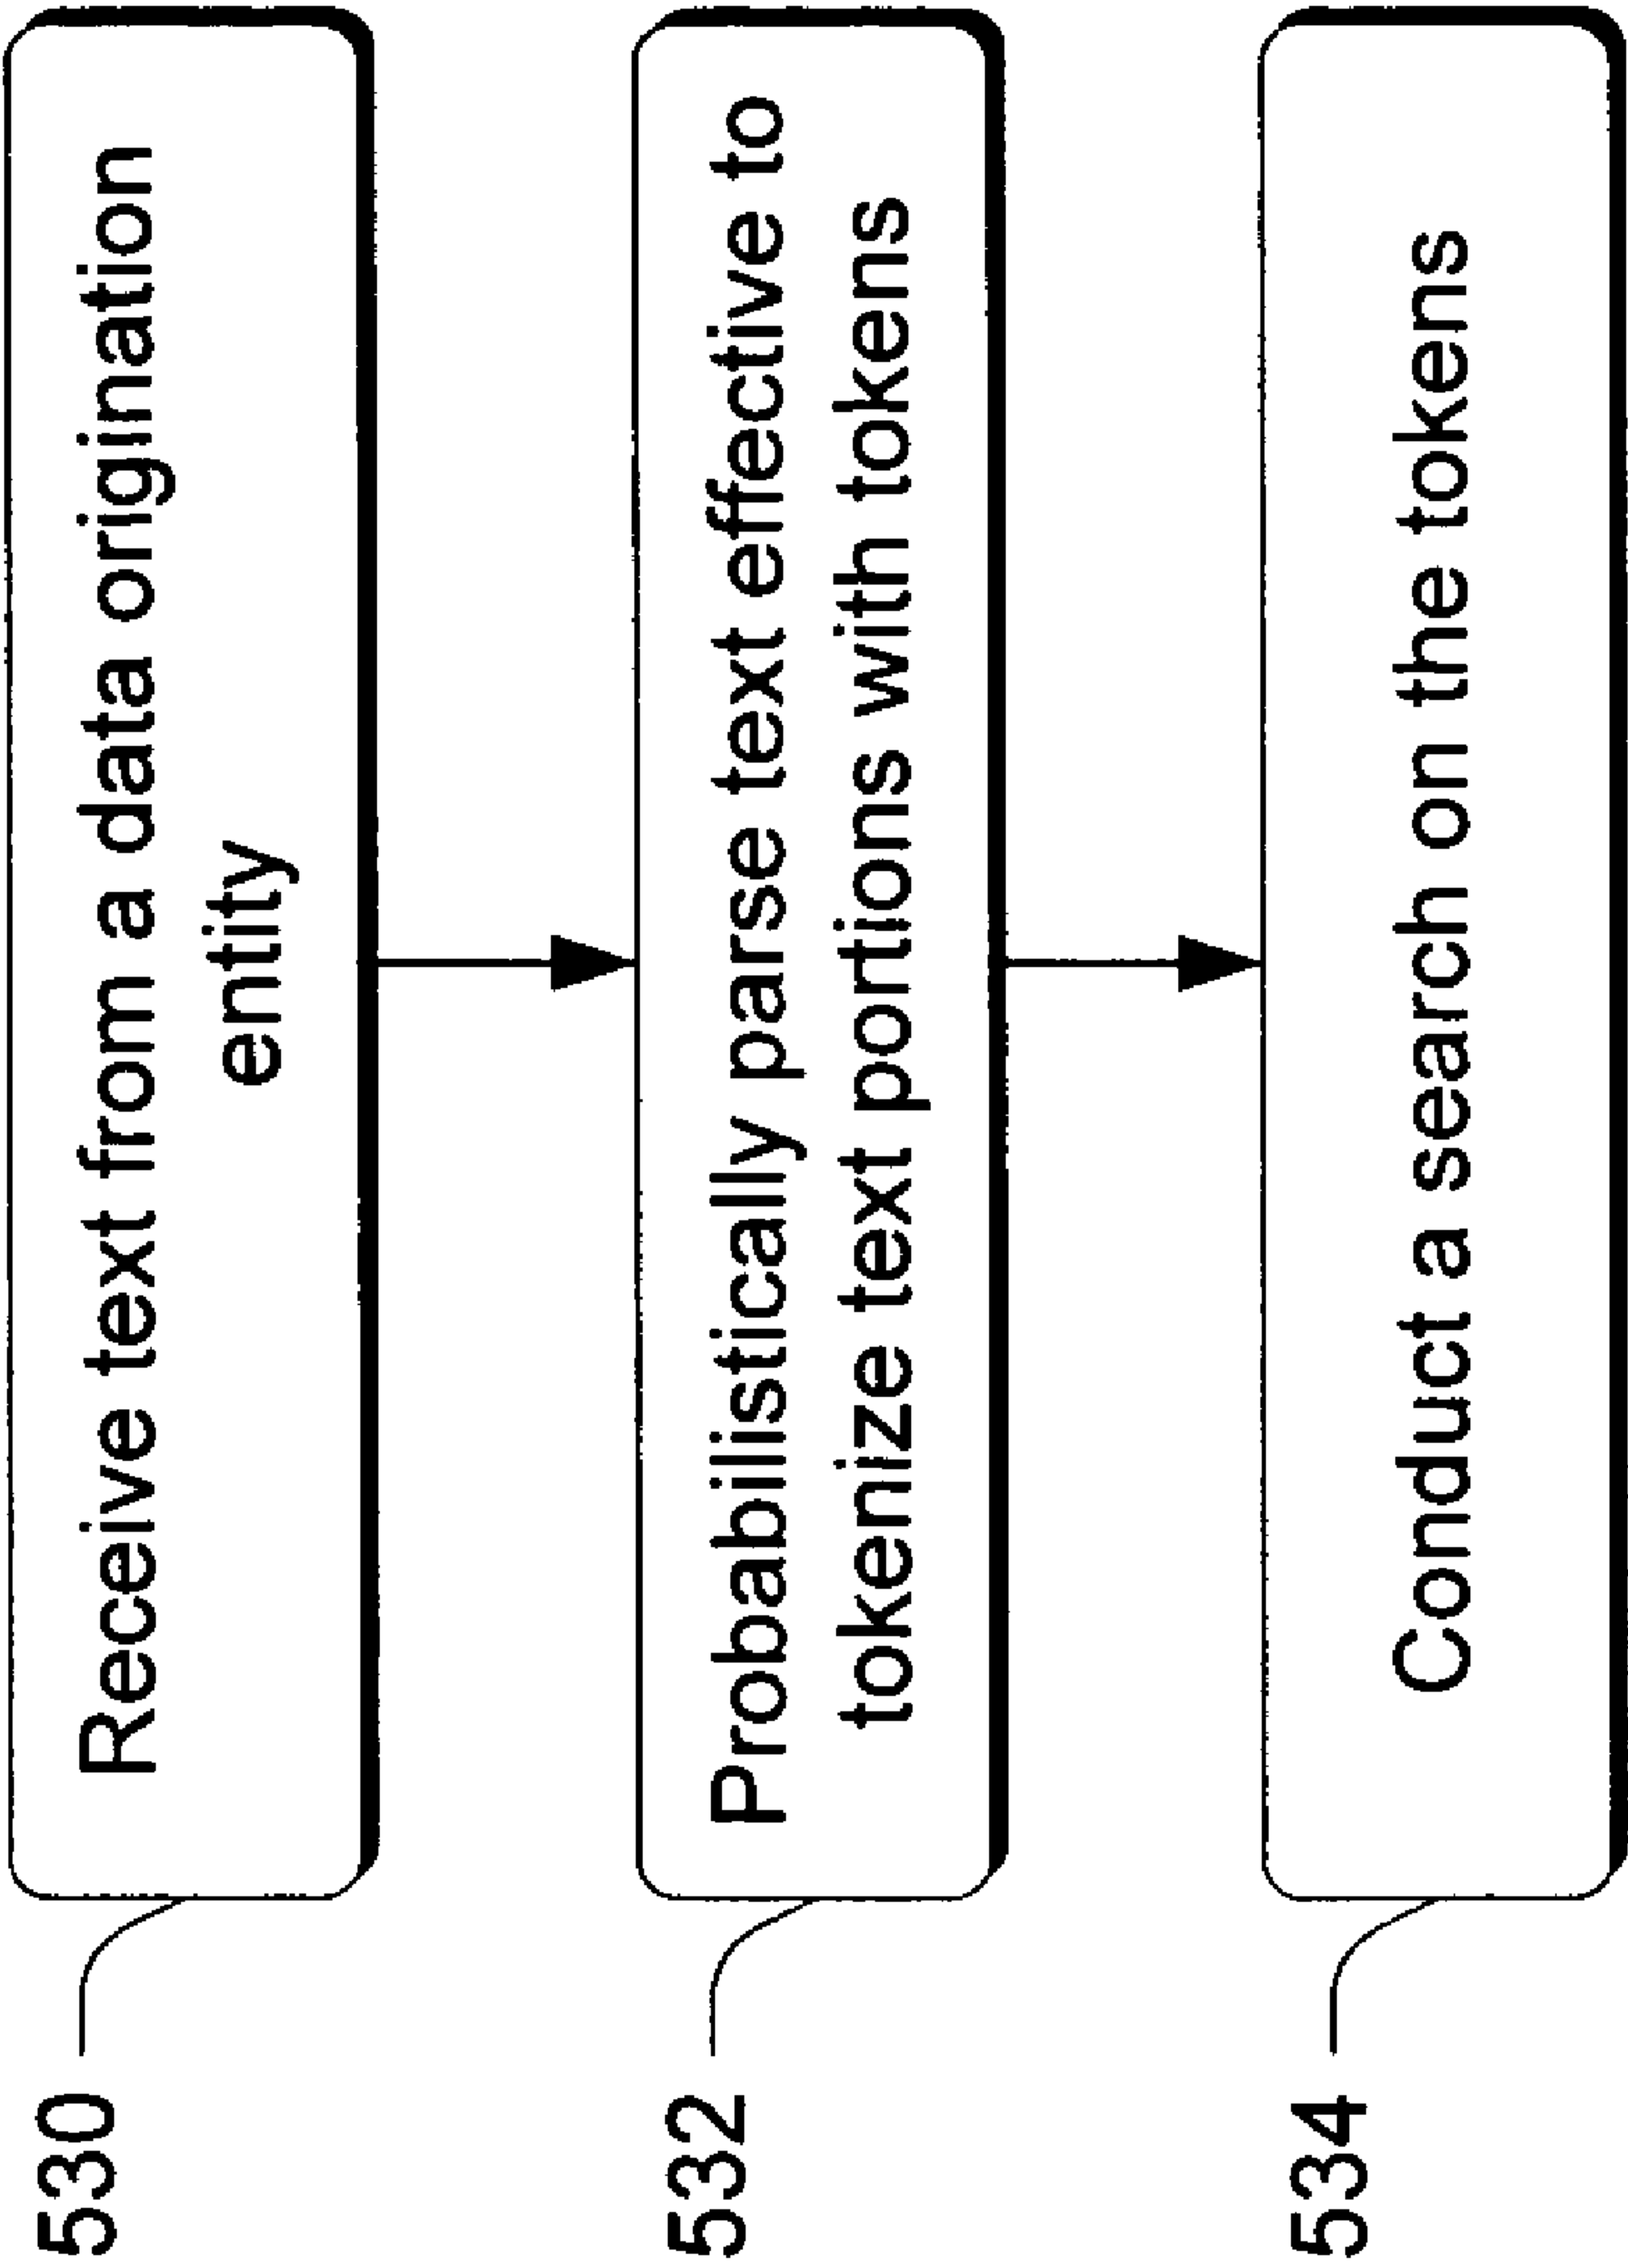 530
Receive text from a data origination
entity
532
Probabilistically parse text effective to
tokenize text portions with tokens
534
Conduct a search on the tokens